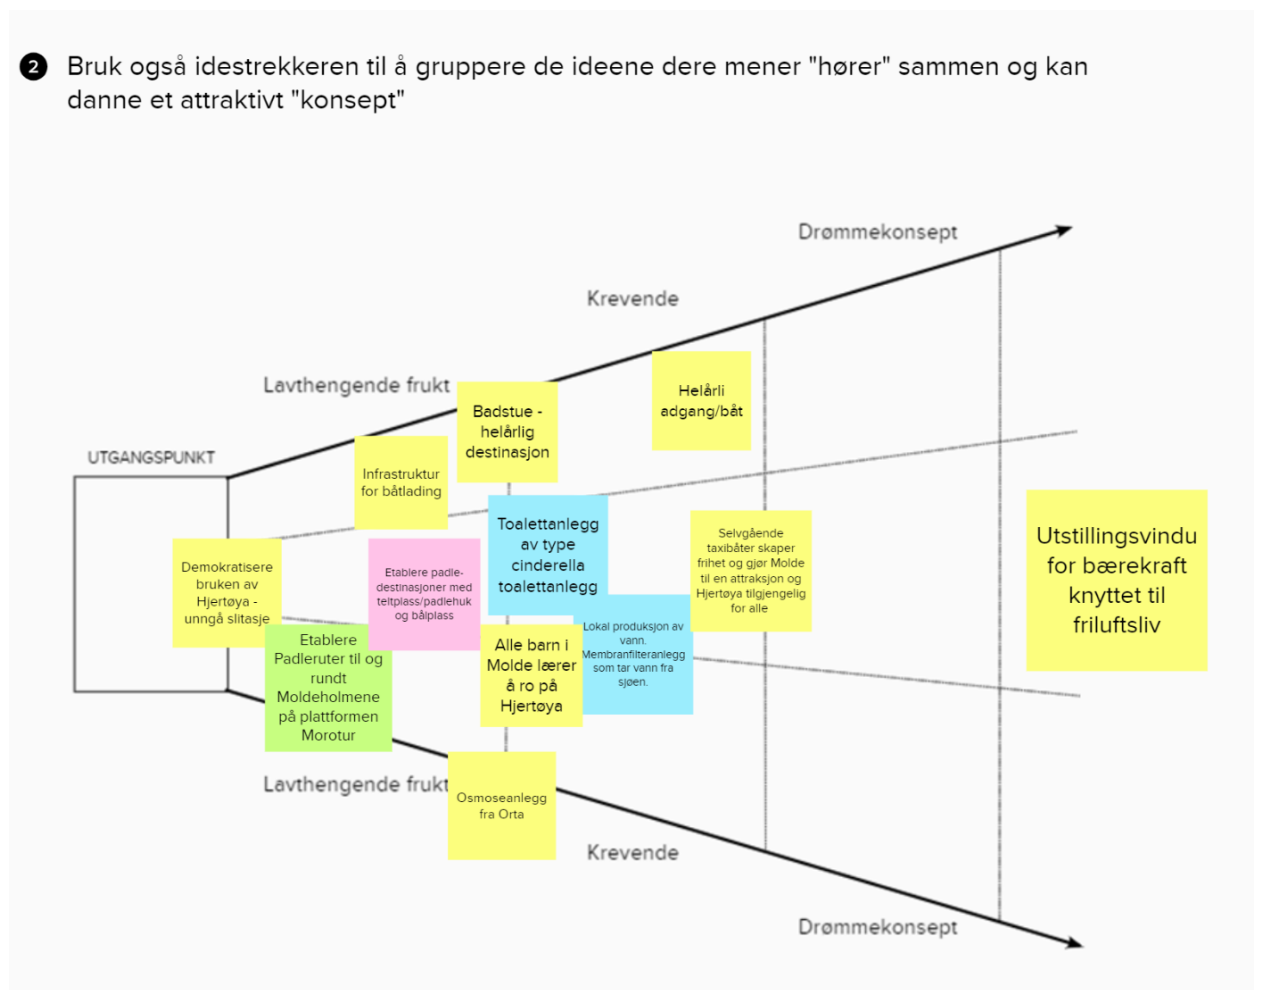 2 Bruk også idestrekkeren til å gruppere de ideene dere mener "hører" sammen og kan
danne et attraktivt "konsept"
Drømmekonsept
Krevende
Lavthengende frukt
UTGANGSPUNKT
Helårli
adgang/båt
Badstue -
helårlig
destinasjon
Infrastruktur
for båtlading
Toalettanlegg
av type
cinderella
toalettanlegg
Selvgående
taxibåter skaper
frihet og gjør Molde
til en attraksjon og
Hjertøya tilgjengelig
for alle
Utstillingsvindu
for bærekraft
knyttet til
friluftsliv
Demokratisere
bruken av
Hjertøya -
unngå slitasje
Etablere padle-
destinasjoner med
teltplass/padlehuk
og bålplass
Etablere
Padleruter til og
rundt
Moldeholmene
på plattformen
Morotur
Alle barn i
Molde lærer
å ro på
Hjertøya
Lokal produksjon av
vann.
Membranfilteranlegg
som tar vann fra
sjøen.
Lavthengende frukt
Osmoseanlegg
fra Orta
Krevende
Drømmekonsept